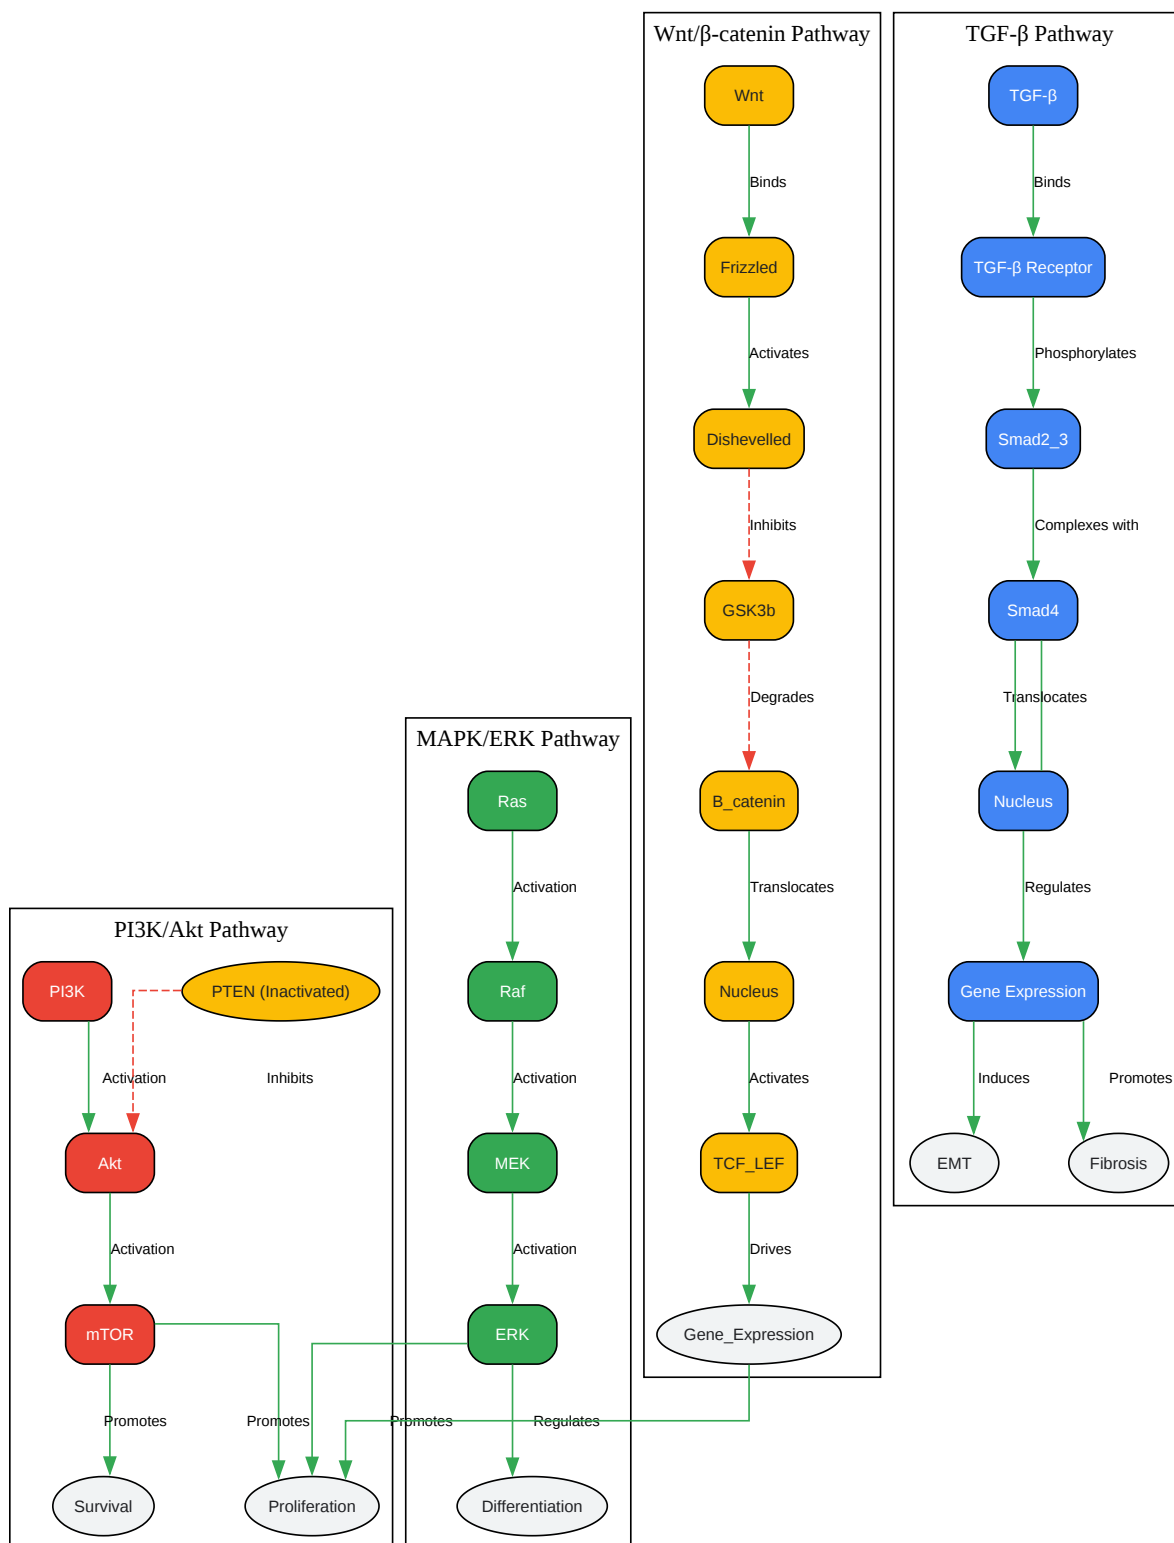 Wnt/β-catenin Pathway
Wnt
Binds
Frizzled
Activates
Dishevelled
Inhibits
GSK3b
Degrades
B_catenin
Translocates
Nucleus
Activates
TCF_LEF
Drives
Gene_Expression
TGF-β Pathway
TGF-β
Binds
TGF-β Receptor
Phosphorylates
Smad2_3
Complexes with
Smad4
Translocates
Nucleus
Regulates
Gene Expression
Induces
Promotes
EMT
Fibrosis
MAPK/ERK Pathway
Ras
Activation
Raf
Activation
MEK
Activation
ERK
Promotes
Regulates
Differentiation
PI3K/Akt Pathway
PI3K
PTEN (Inactivated)
Activation
Inhibits
Akt
Activation
mTOR
Promotes
Promotes
Survival
Proliferation